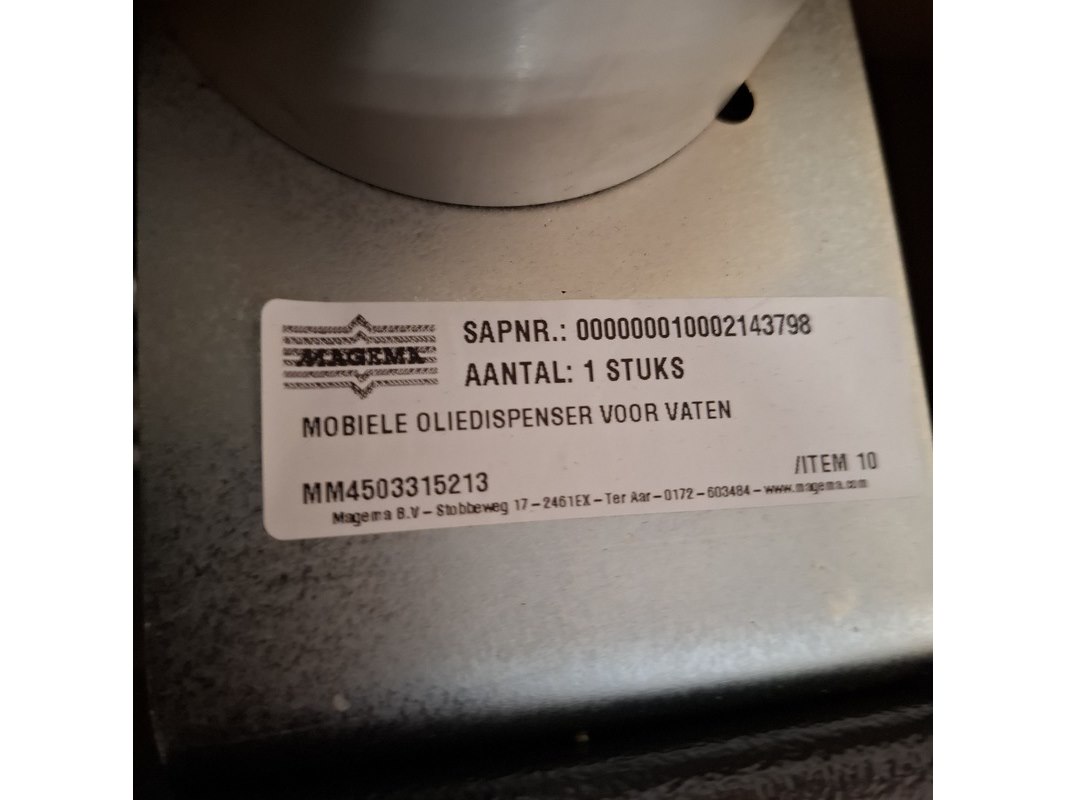 MAGEMA
SAPNR.: 000000010002143798
AANTAL: 1 STUKS
MOBIELE OLIEDISPENSER VOOR VATEN
/ITEM 10
MM4503315213
Magema B.V – Stobbeweg 17 – 2461EX – Ter Aar – 0172 – 603484 – www.magema.com